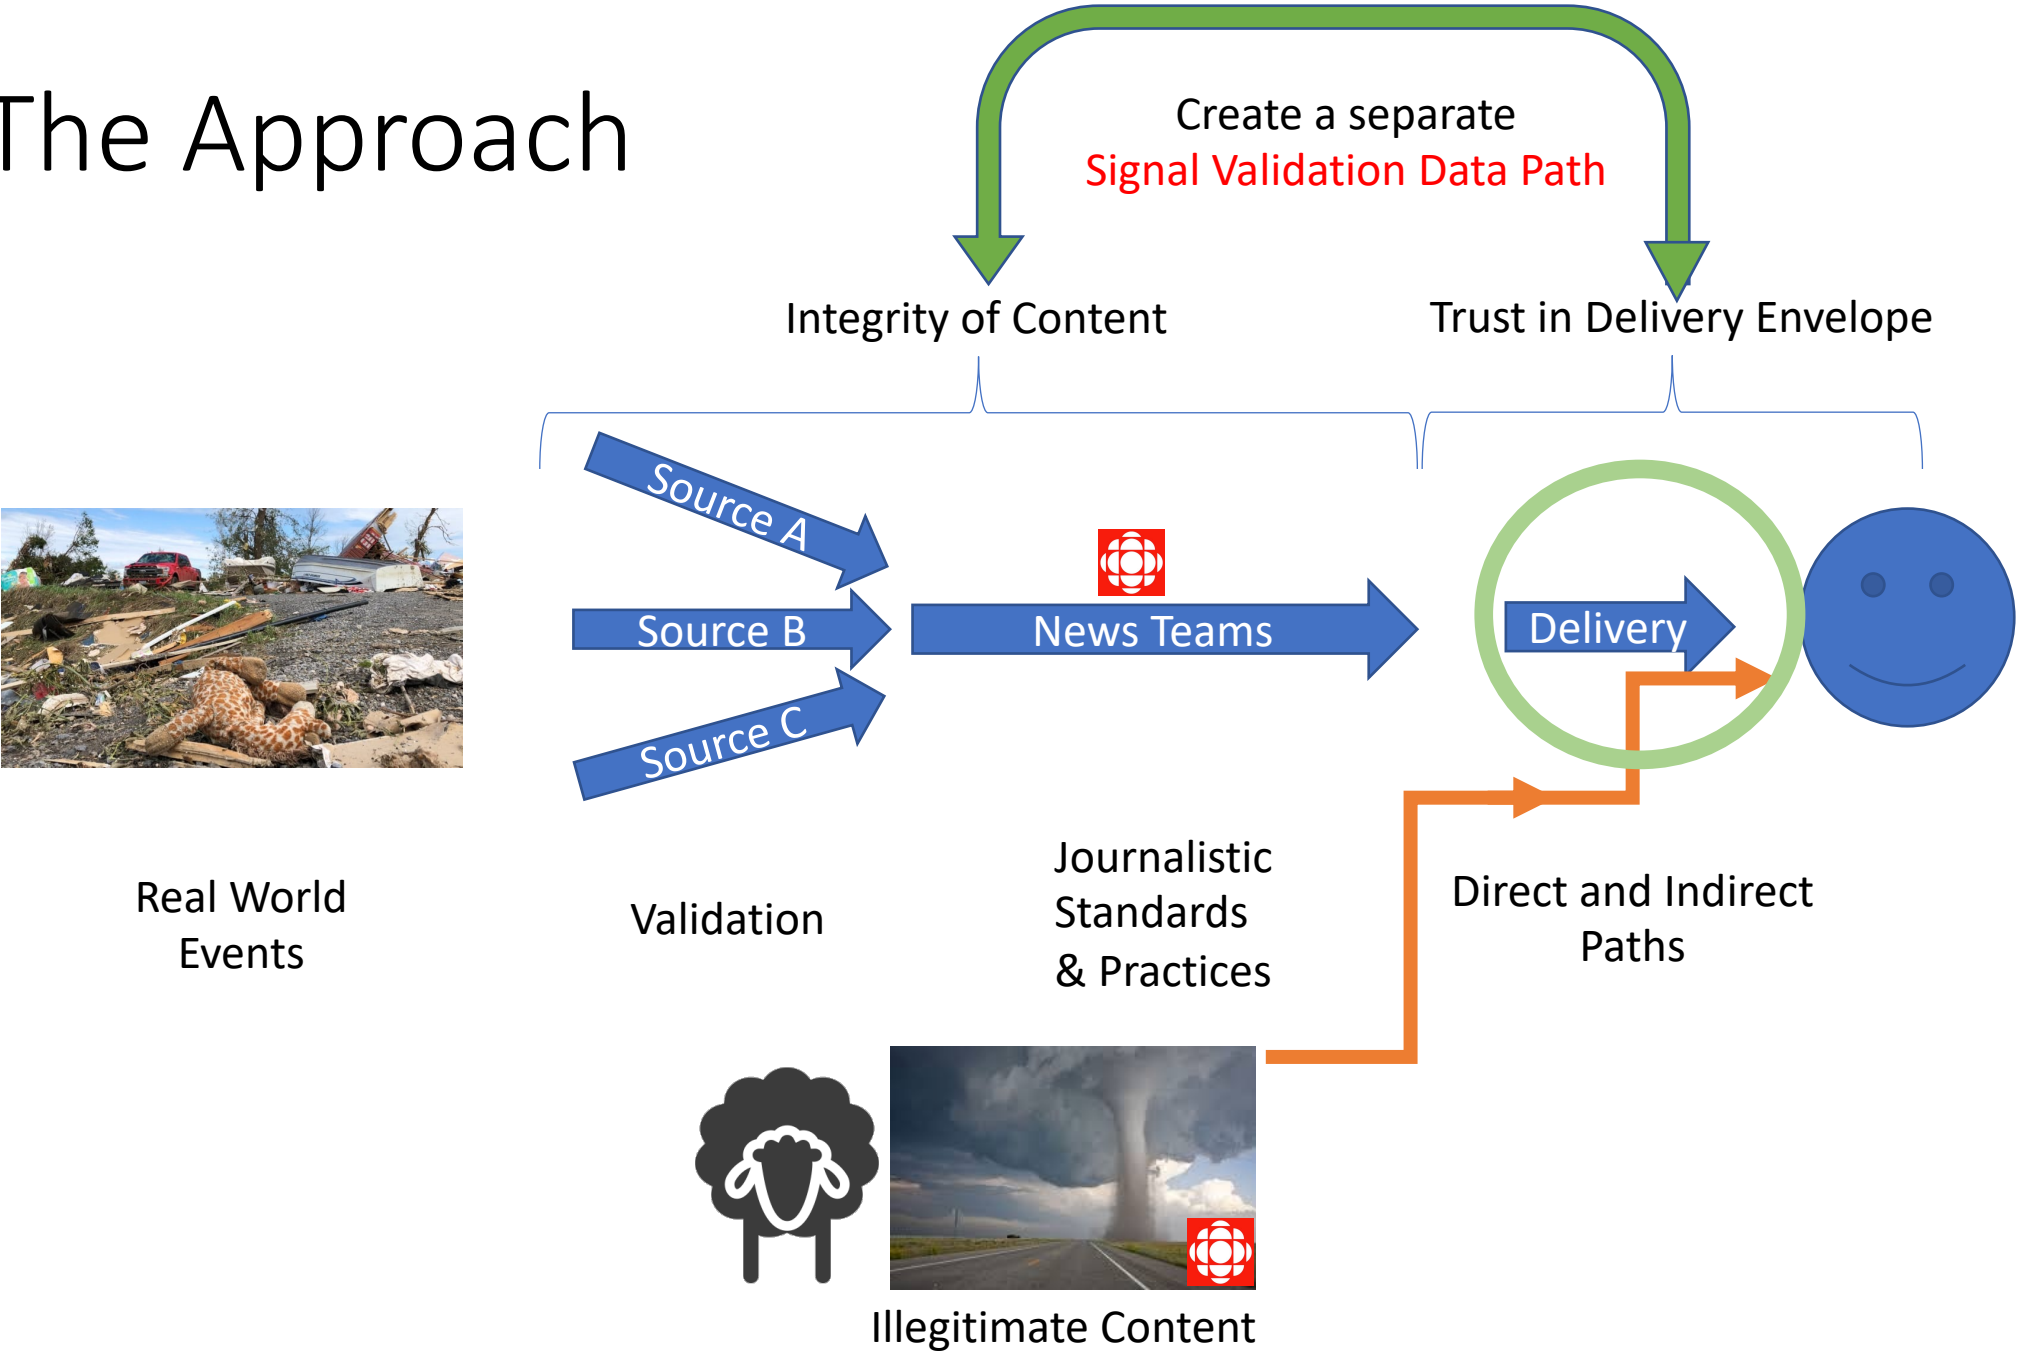 The Approach
Create a separate
Signal Validation Data Path
Integrity of Content
Trust in Delivery Envelope
Source A
Source B
Source C
News Teams
Delivery
Real World
Events
Validation
Journalistic
Standards
& Practices
Direct and Indirect
Paths
Illegitimate Content